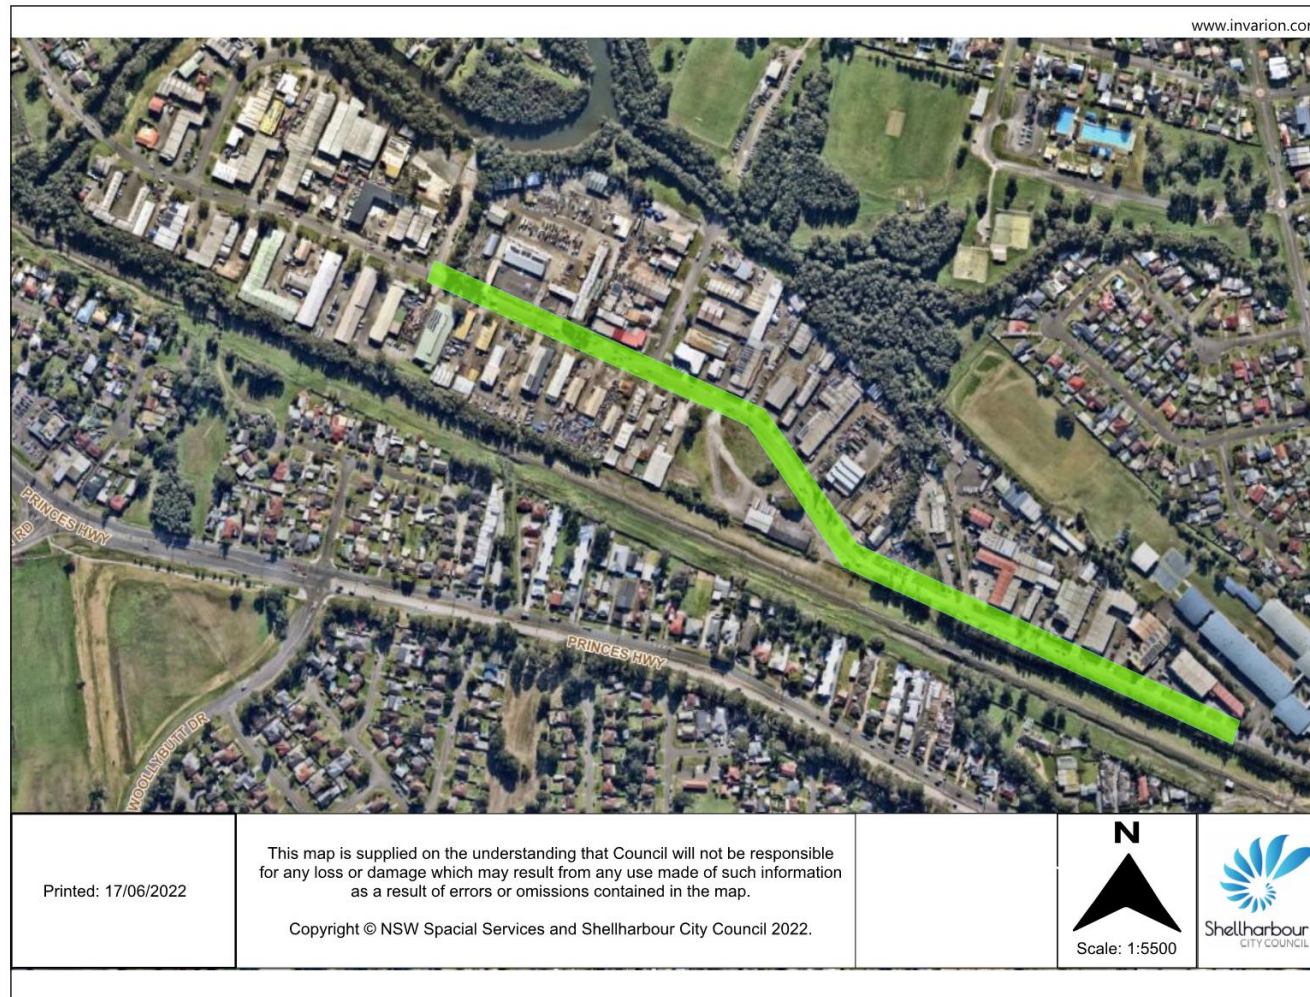 www.invarion.com
PRINCES HWY
RD
PRINCES HWY
WOOLLYBUTT DR
Printed: 17/06/2022
This map is supplied on the understanding that Council will not be responsible
for any loss or damage which may result from any use made of such information
as a result of errors or omissions contained in the map.
Copyright © NSW Spacial Services and Shellharbour City Council 2022.
N
Scale: 1:5500
Shellharbour
CITY COUNCIL